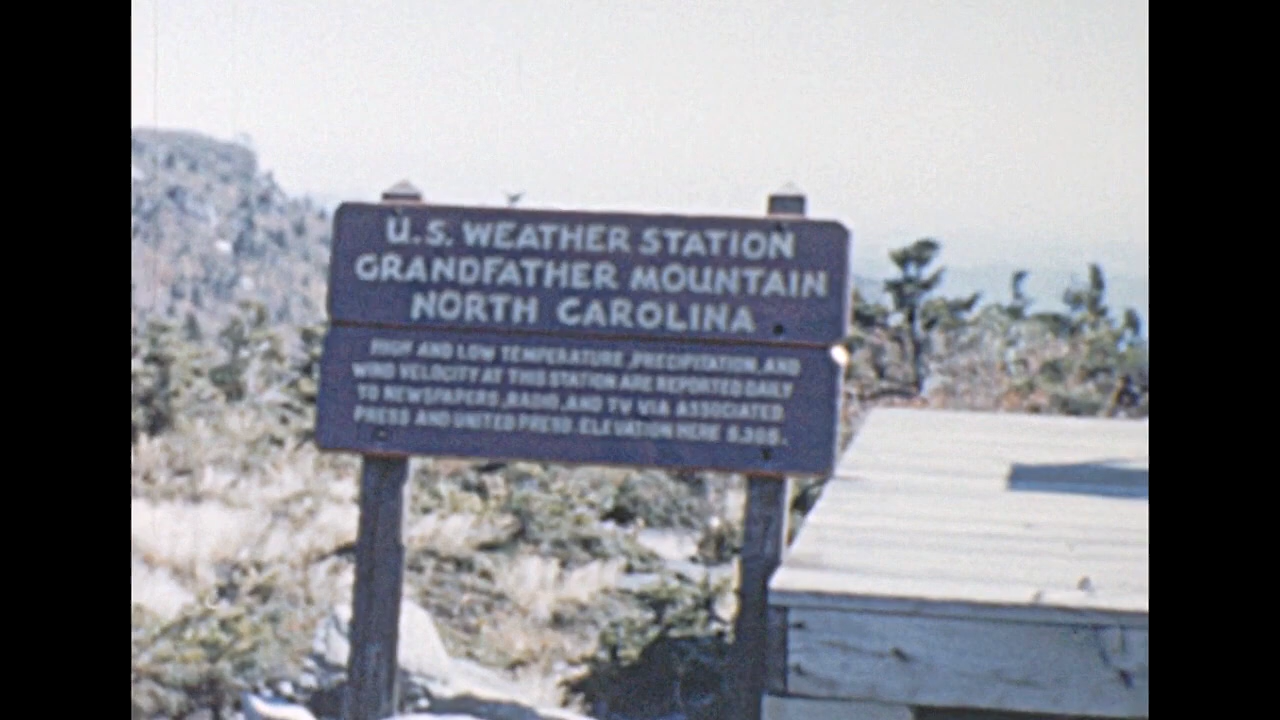 U.S. WEATHER STATION
GRANDFATHER MOUNTAIN
NORTH CAROLINA
HIGH AND LOW TEMPERATURE, PRECIPITATION, AND
WIND VELOCITY AT THIS STATION ARE REPORTED DAILY
TO NEWSPAPERS, RADIO, AND TV VIA ASSOCIATED
PRESS AND UNITED PRESS. ELEVATION HERE